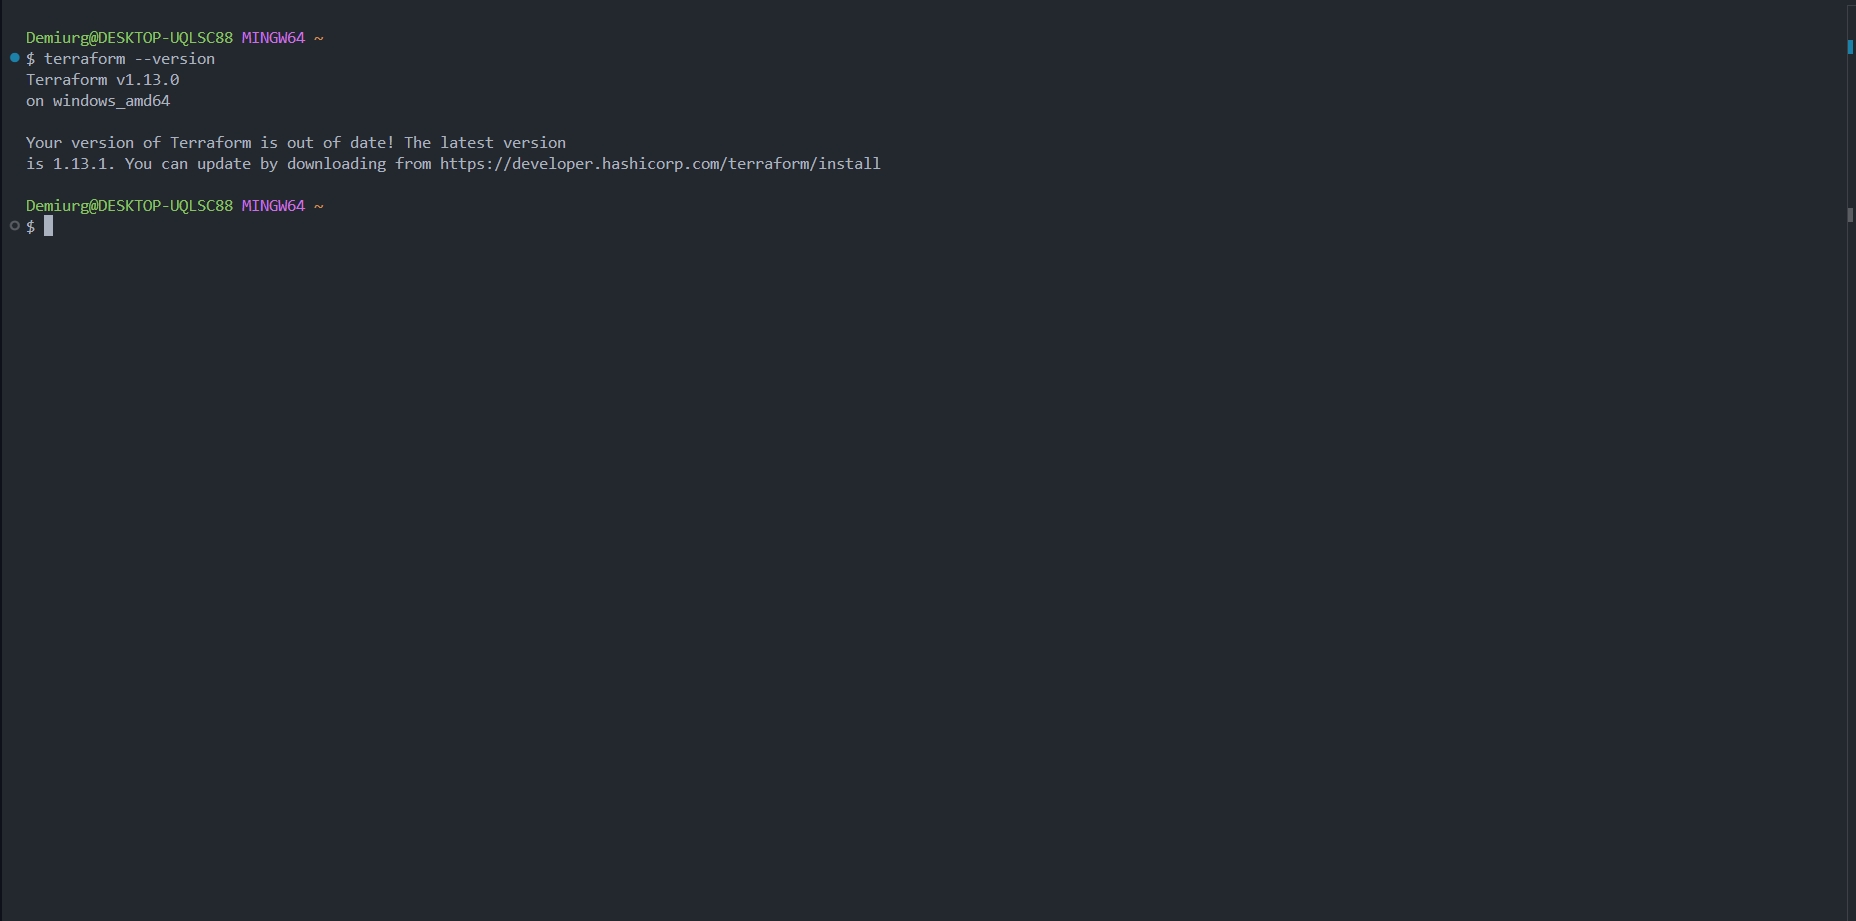 Demiurg@DESKTOP-UQLSC88 MINGW64 ~
$ terraform --version
Terraform v1.13.0
on windows_amd64
Your version of Terraform is out of date! The latest version
is 1.13.1. You can update by downloading from https://developer.hashicorp.com/terraform/install
Demiurg@DESKTOP-UQLSC88 MINGW64 ~
$